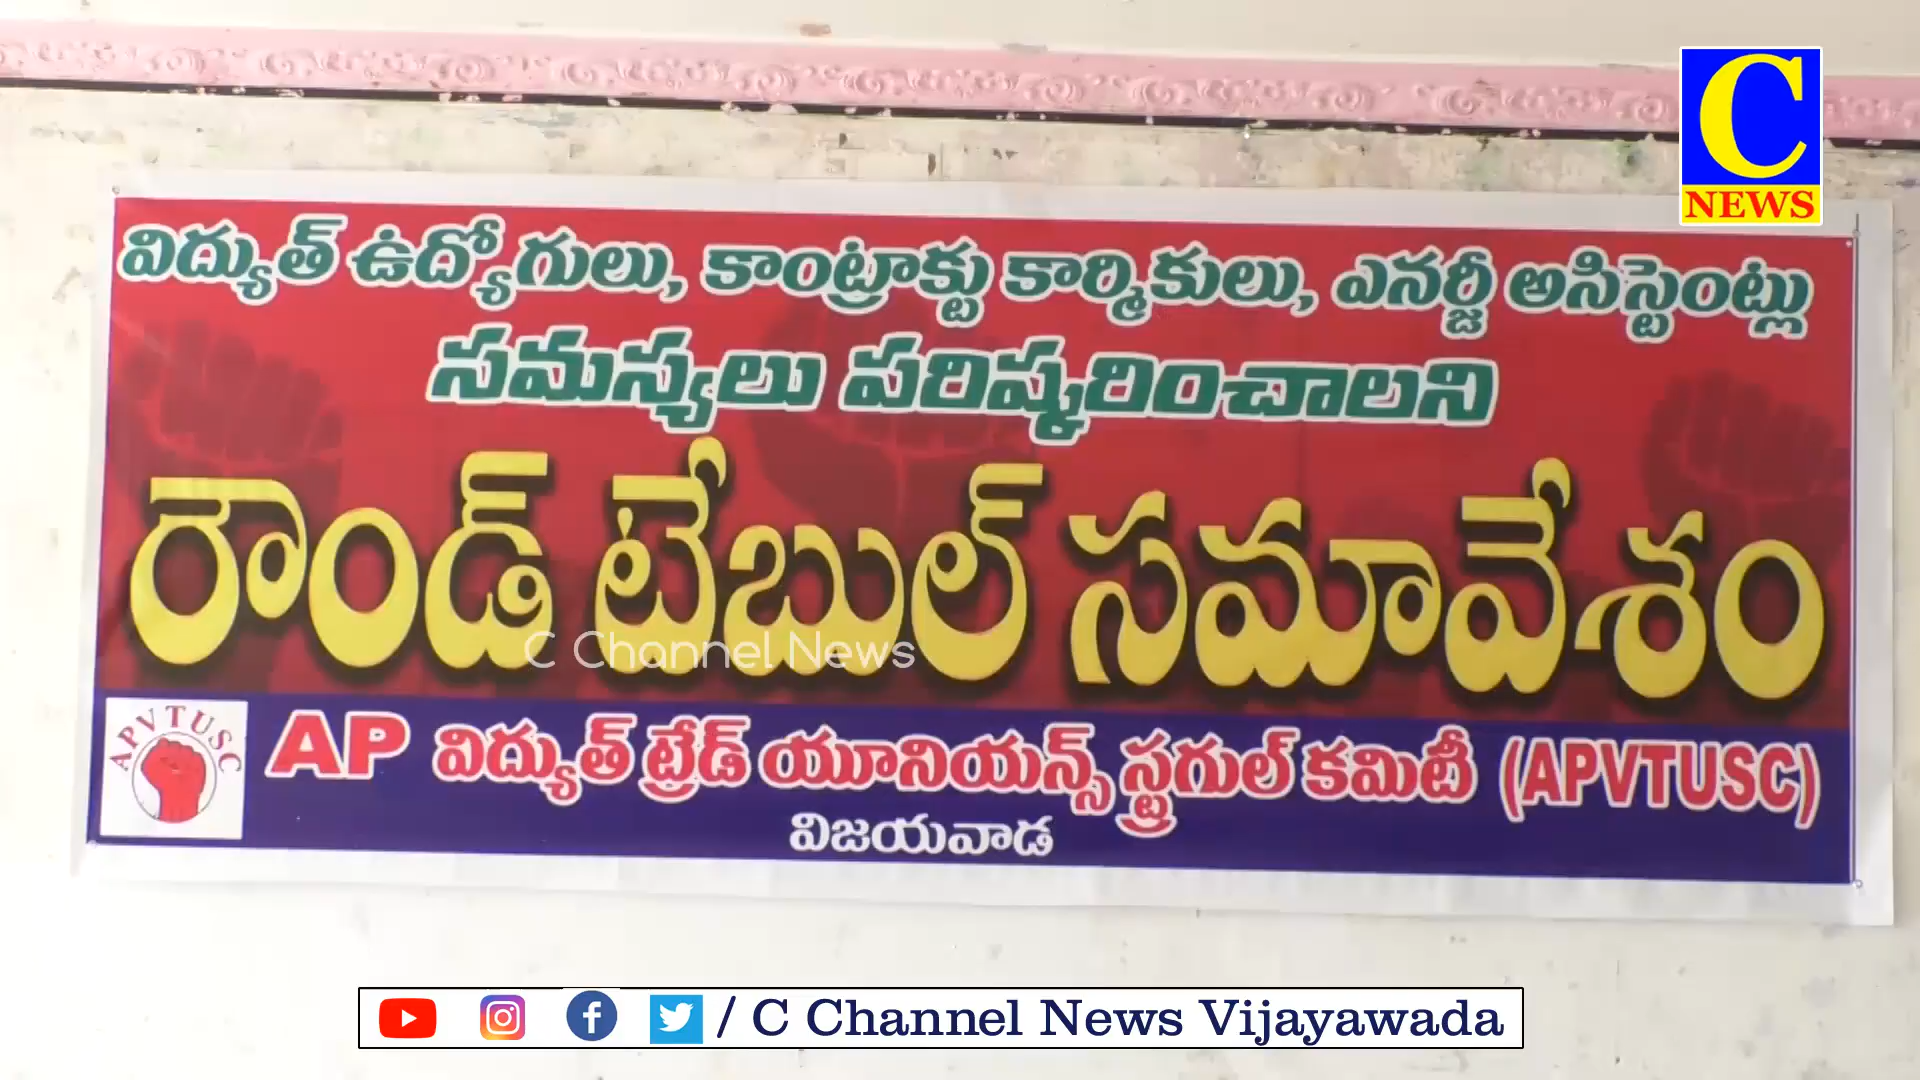 C
NEWS
విద్యుత్ ఉద్యోగులు, కాంట్రాక్టు కార్మికులు, ఎనర్జీ అసిస్టెంట్లు
సమస్యలు పరిష్కరించాలని
రౌండ్ టేబుల్ సమావేశం
C Channel News
APVTUSC
AP విద్యుత్ ట్రేడ్ యూనియన్స్ స్ట్రగుల్ కమిటీ (APVTUSC)
విజయవాడ
/ C Channel News Vijayawada